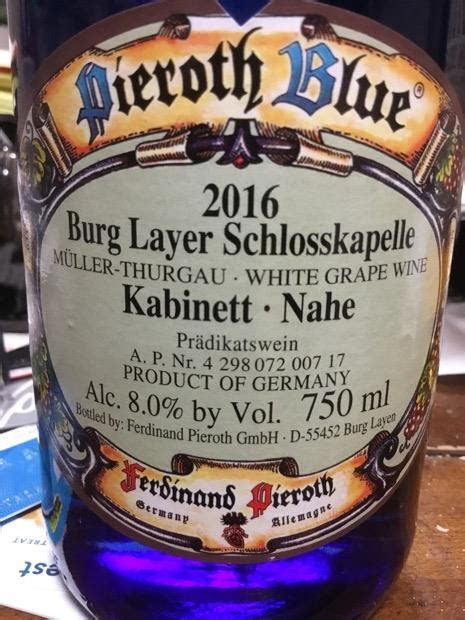 Pieroth Blue®
2016
Burg Layer Schlosskapelle
MÜLLER-THURGAU · WHITE GRAPE WINE
Kabinett · Nahe
Prädikatswein
A. P. Nr. 4 298 072 007 17
PRODUCT OF GERMANY
Alc. 8.0% by Vol. 750 ml
Bottled by: Ferdinand Pieroth GmbH · D-55452 Burg Layen
Ferdinand Pieroth
Germany Allemagne
est
TREAT